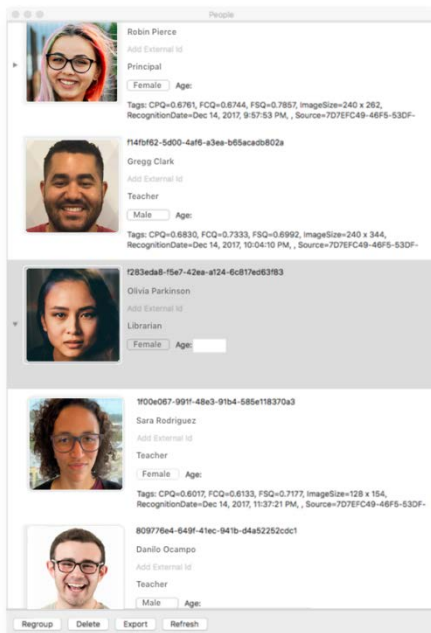 People
Robin Pierce
Add External Id
Principal
Female Age:
Tags: CPQ=0.6761, FCQ=0.6744, FSQ=0.7857, ImageSize=240 x 262,
RecognitionDate=Dec 14, 2017, 9:57:53 PM, , Source=7D7EFC49-46F5-53DF-
f14fbf62-5d00-4af6-a3ea-b65acadb802a
Gregg Clark
Add External Id
Teacher
Male Age:
Tags: CPQ=0.6830, FCQ=0.7333, FSQ=0.6992, ImageSize=240 x 344,
RecognitionDate=Dec 14, 2017, 10:04:10 PM, , Source=7D7EFC49-46F5-53DF-
f283eda8-f5e7-42ea-a124-6c817ed63f83
Olivia Parkinson
Add External Id
Librarian
Female Age:
1f00e067-991f-48e3-91b4-585e118370a3
Sara Rodriguez
Add External Id
Teacher
Female Age:
Tags: CPQ=0.6017, FCQ=0.6133, FSQ=0.7177, ImageSize=128 x 154,
RecognitionDate=Dec 14, 2017, 11:37:21 PM, , Source=7D7EFC49-46F5-53DF-
809776e4-649f-41ec-941b-d4a52252cdc1
Danilo Ocampo
Add External Id
Teacher
Male Age:
Regroup Delete Export Refresh